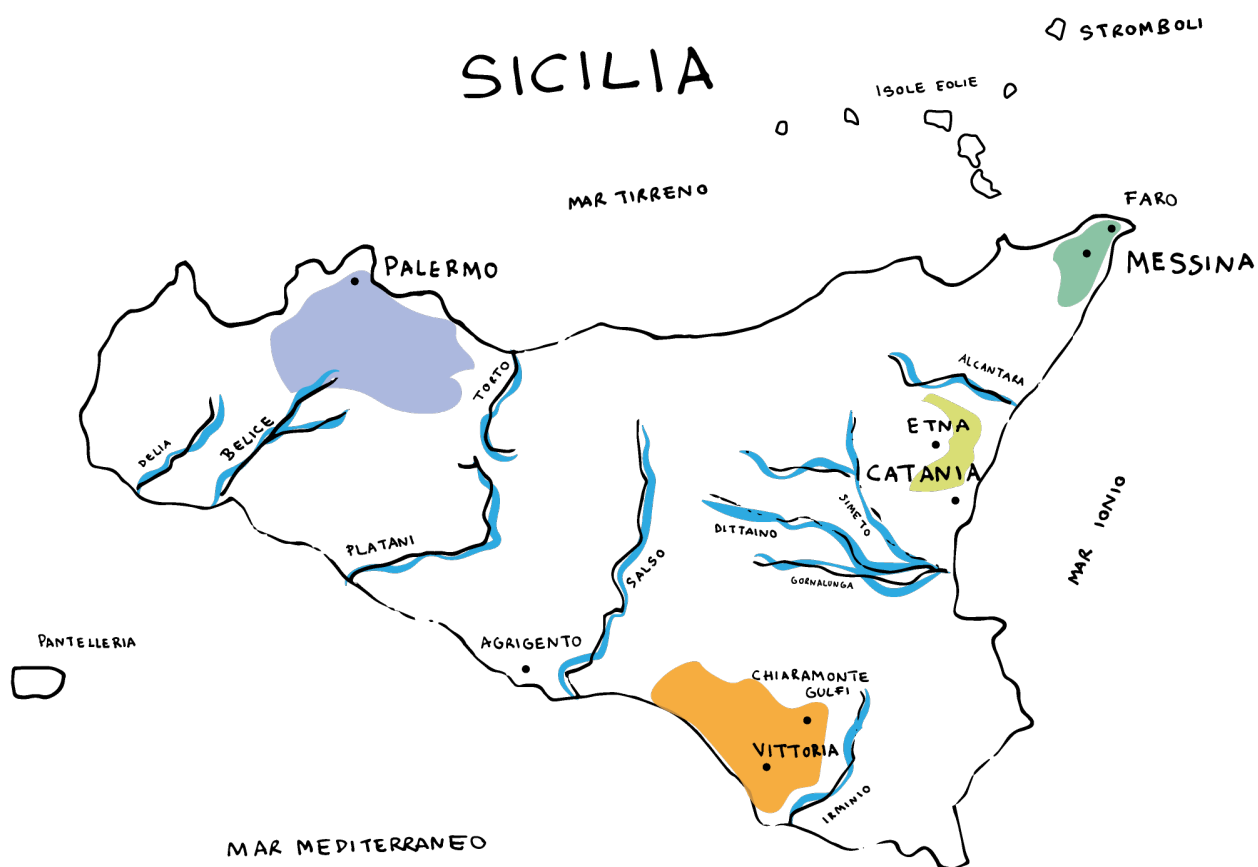 STROMBOLI
SICILIA
ISOLE EOLIE
MAR TIRRENO
FARO
MESSINA
PALERMO
TORTO
ALCANTARA
DELIA
BELICE
ETNA
CATANIA
SIMETO
DITTAINO
GORNALUNGA
MAR IONIO
PLATANI
SALSO
PANTELLERIA
AGRIGENTO
CHIARAMONTE
GULFI
VITTORIA
IRMINIO
MAR MEDITERRANEO